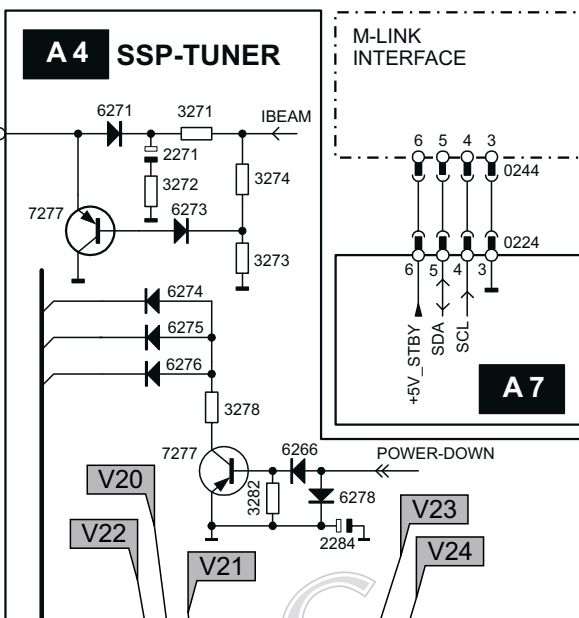 A 4 SSP-TUNER
M-LINK
INTERFACE
6271
3271
IBEAM
2271
3272
3274
6273
7277
3273
6 5 4 3
0244
0224
6 5 4 3
+5V_STBY
SDA
SCL
A 7
6274
6275
6276
3278
7277
6266
POWER-DOWN
3282
6278
2284
V20
V22
V21
V23
V24
C